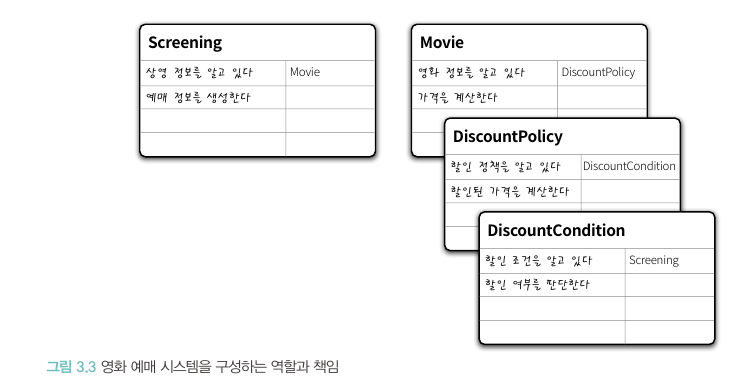 Screening
상영 정보를 알고 있다 Movie
예매 정보를 생성한다
Movie
영화 정보를 알고 있다 DiscountPolicy
가격을 계산한다
DiscountPolicy
할인 정책을 알고 있다 DiscountCondition
할인된 가격을 계산한다
DiscountCondition
할인 조건을 알고 있다 Screening
할인 여부를 판단한다
그림 3.3 영화 예매 시스템을 구성하는 역할과 책임